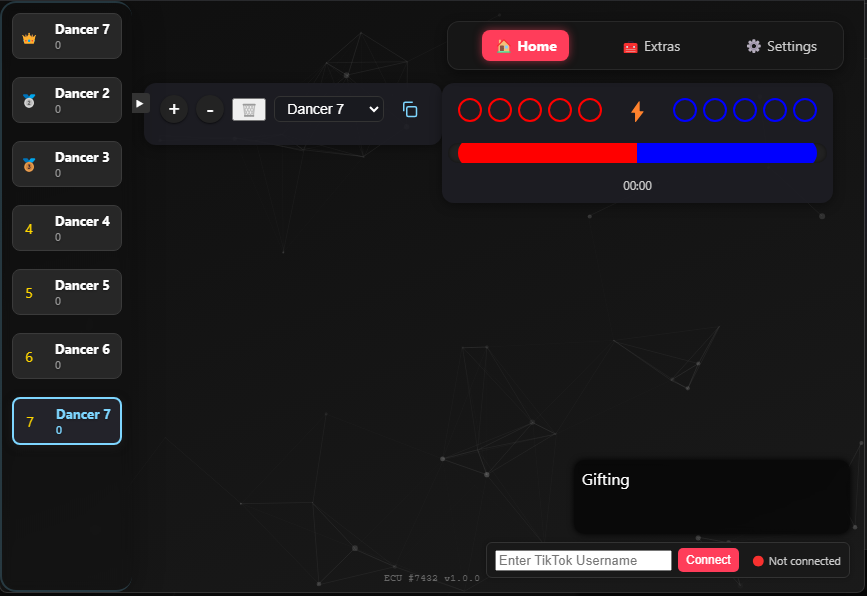 Dancer 7
0
Dancer 2
0
Dancer 3
0
4
Dancer 4
0
5
Dancer 5
0
6
Dancer 6
0
7
Dancer 7
0
+
-
Dancer 7
Home
Extras
Settings
00:00
Gifting
Enter TikTok Username
Connect
Not connected
ECU #7432 v1.0.0